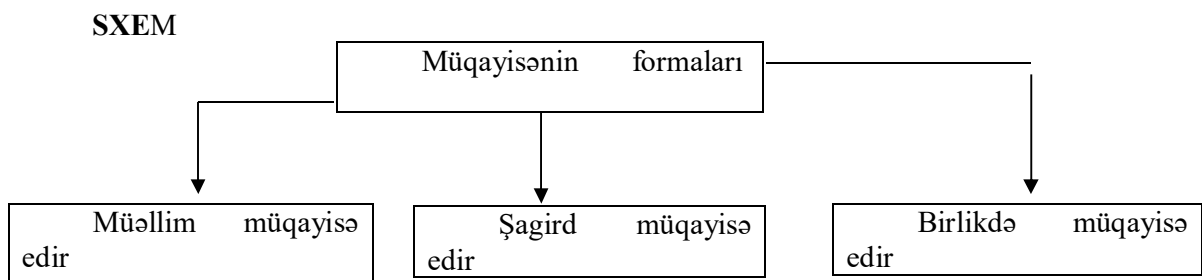 SXEM
Müqayisənin formaları
Müəllim müqayisə
edir
Şagird müqayisə
edir
Birlikdə müqayisə
edir